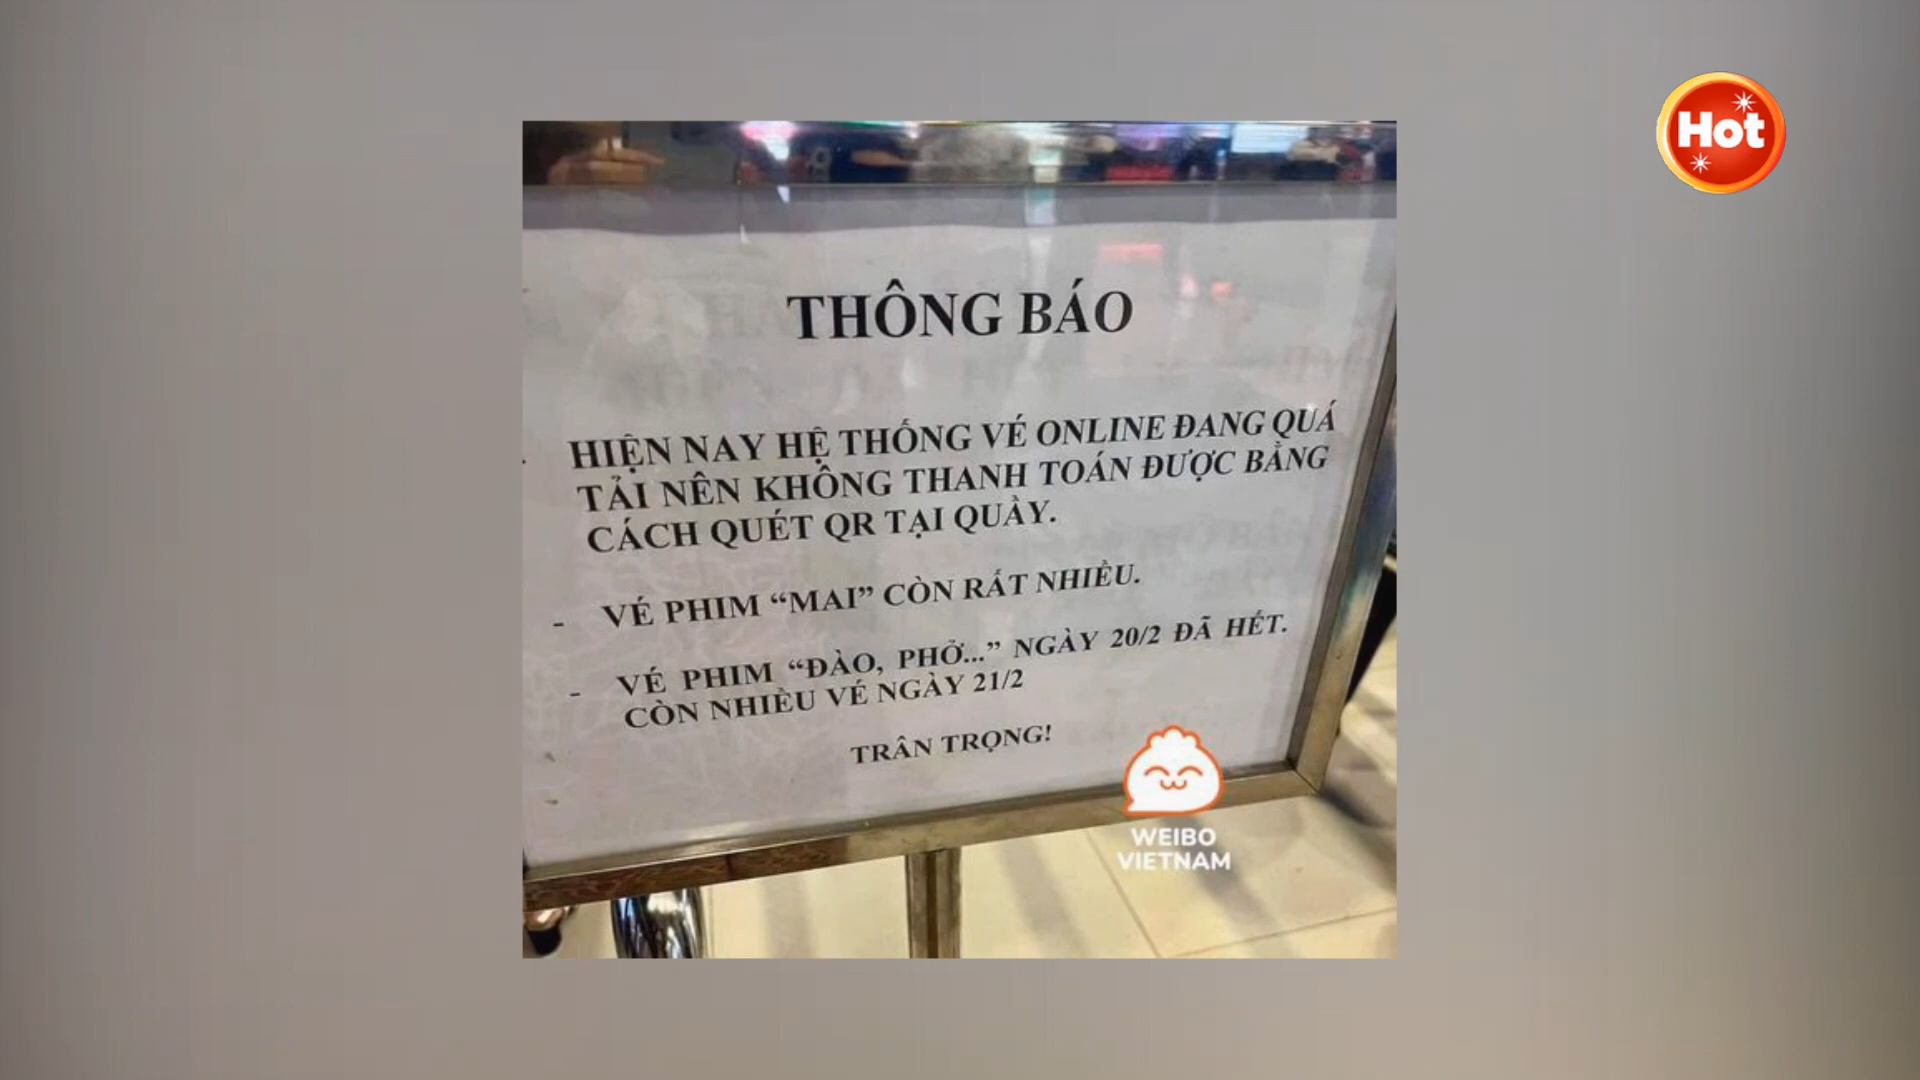 Hot
THÔNG BÁO
HIỆN NAY HỆ THỐNG VÉ ONLINE ĐANG QUÁ
TẢI NÊN KHÔNG THANH TOÁN ĐƯỢC BẰNG
CÁCH QUÉT QR TẠI QUẦY.
- VÉ PHIM “MAI” CÒN RẤT NHIỀU.
- VÉ PHIM “ĐÀO, PHỞ...” NGÀY 20/2 ĐÃ HẾT.
CÒN NHIỀU VÉ NGÀY 21/2
TRÂN TRỌNG!
WEIBO
VIETNAM